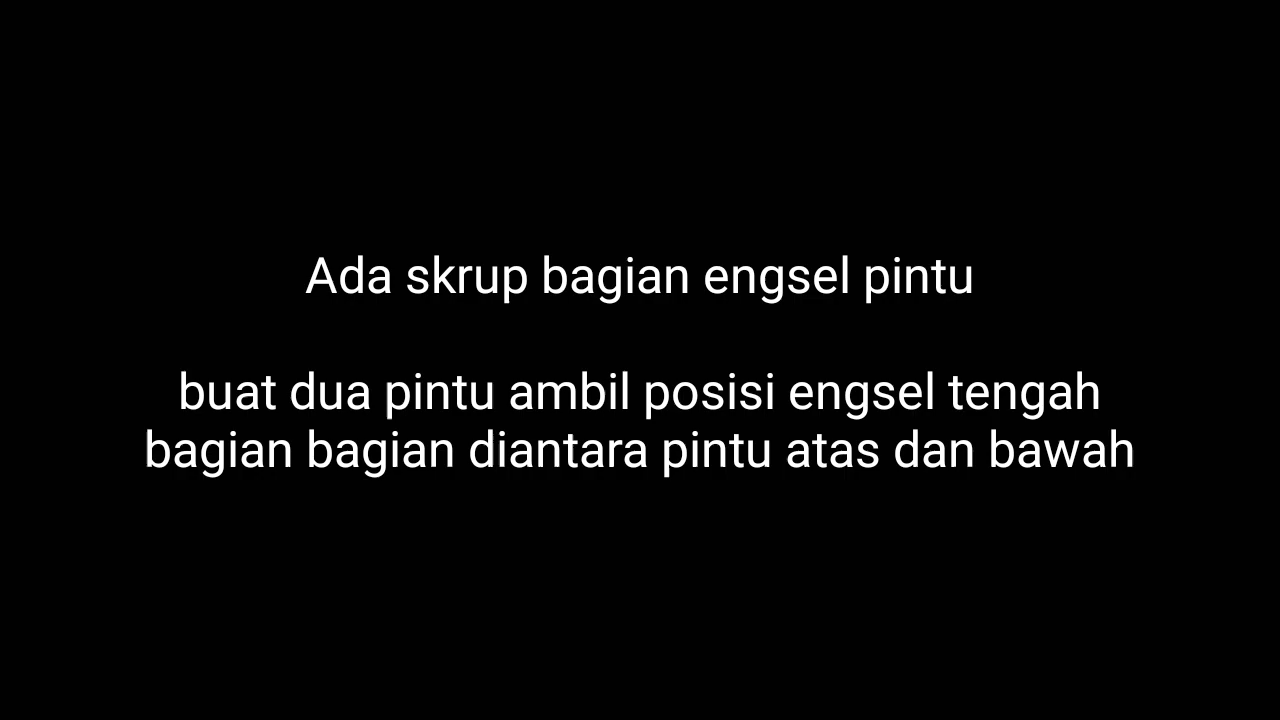 Ada skrup bagian engsel pintu
buat dua pintu ambil posisi engsel tengah
bagian bagian diantara pintu atas dan bawah